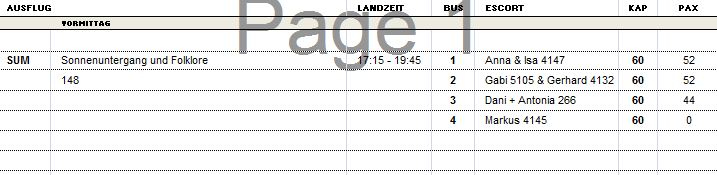 AUSFLUG LANDZEIT BUS ESCORT KAP PAX
VORMITTAG
Page 1
SUM Sonnenuntergang und Folklore 17:15 - 19:45 1 Anna & Isa 4147 60 52
148 2 Gabi 5105 & Gerhard 4132 60 52
3 Dani + Antonia 266 60 44
4 Markus 4145 60 0